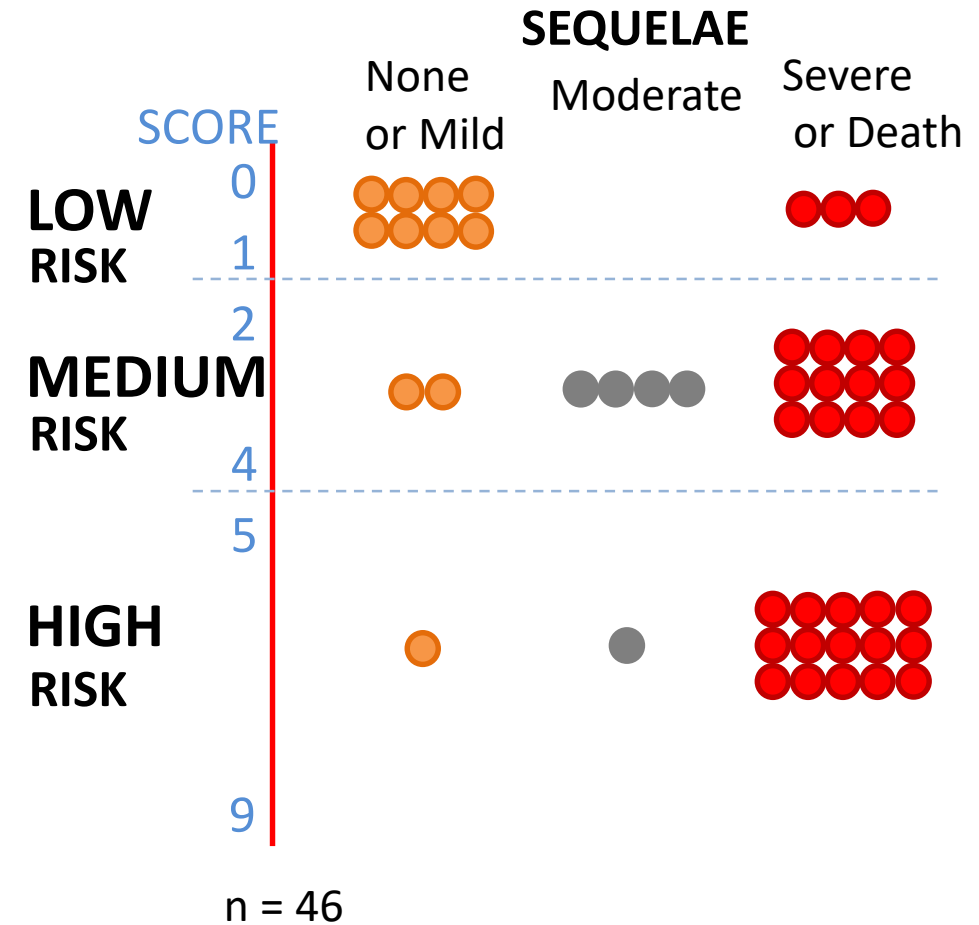 SEQUELAE
None
or Mild
Moderate
Severe
or Death
SCORE
LOW
RISK
0
1
MEDIUM
RISK
2
4
HIGH
RISK
5
9
n = 46